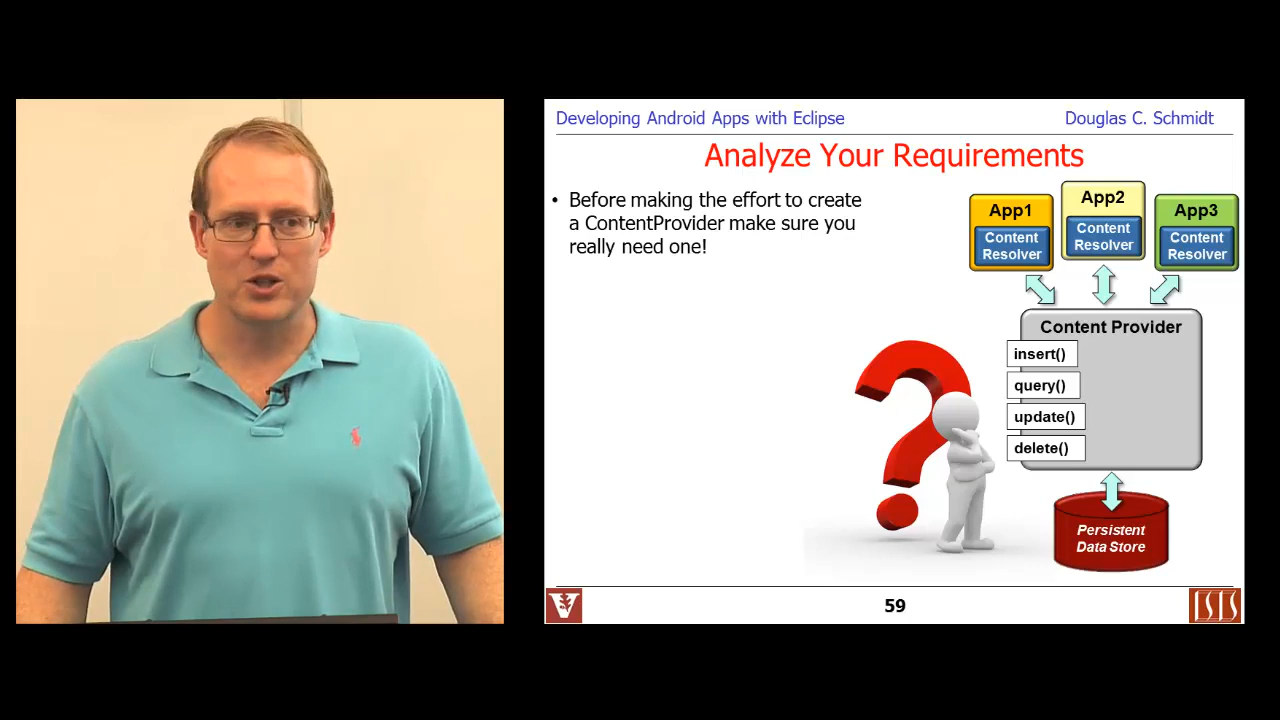 Developing Android Apps with Eclipse
Douglas C. Schmidt
Analyze Your Requirements
• Before making the effort to create
a ContentProvider make sure you
really need one!
App1
Content
Resolver
App2
Content
Resolver
App3
Content
Resolver
Content Provider
insert()
query()
update()
delete()
Persistent
Data Store
59
V
ISIS